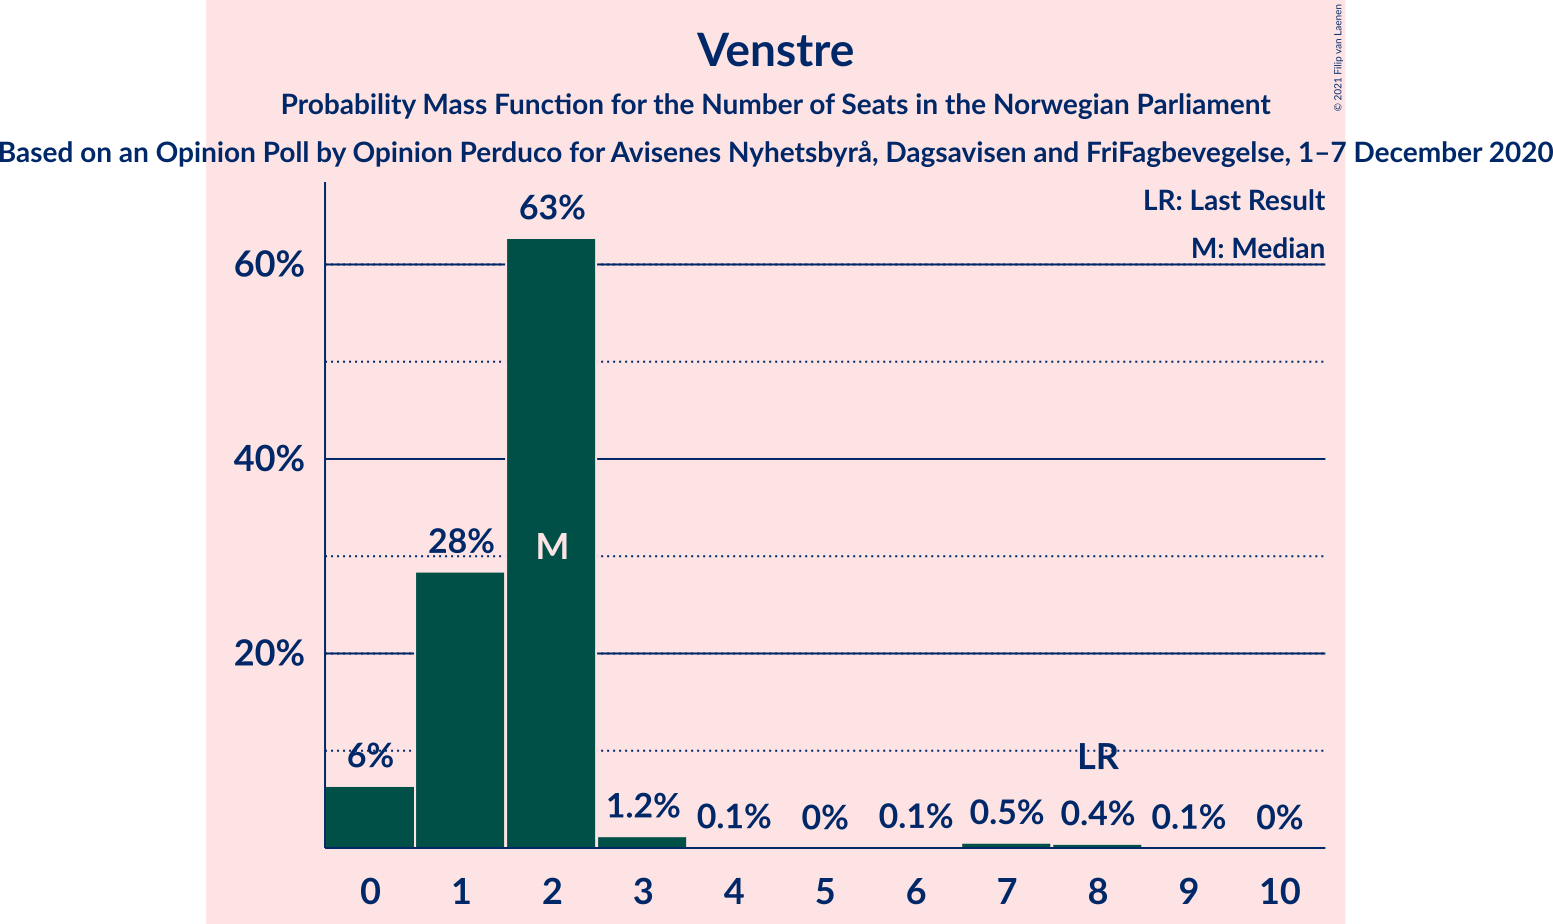 Venstre
Probability Mass Function for the Number of Seats in the Norwegian Parliament
Based on an Opinion Poll by Opinion Perduco for Avisenes Nyhetsbyrå, Dagsavisen and FriFagbevegelse, 1–7 December 2020
© 2021 Filip van Laenen
LR: Last Result
M: Median
63%
60%
40%
28%
M
20%
6%
LR
1.2%
0.1%
0%
0.1%
0.5%
0.4%
0.1%
0%
0 1 2 3 4 5 6 7 8 9 10